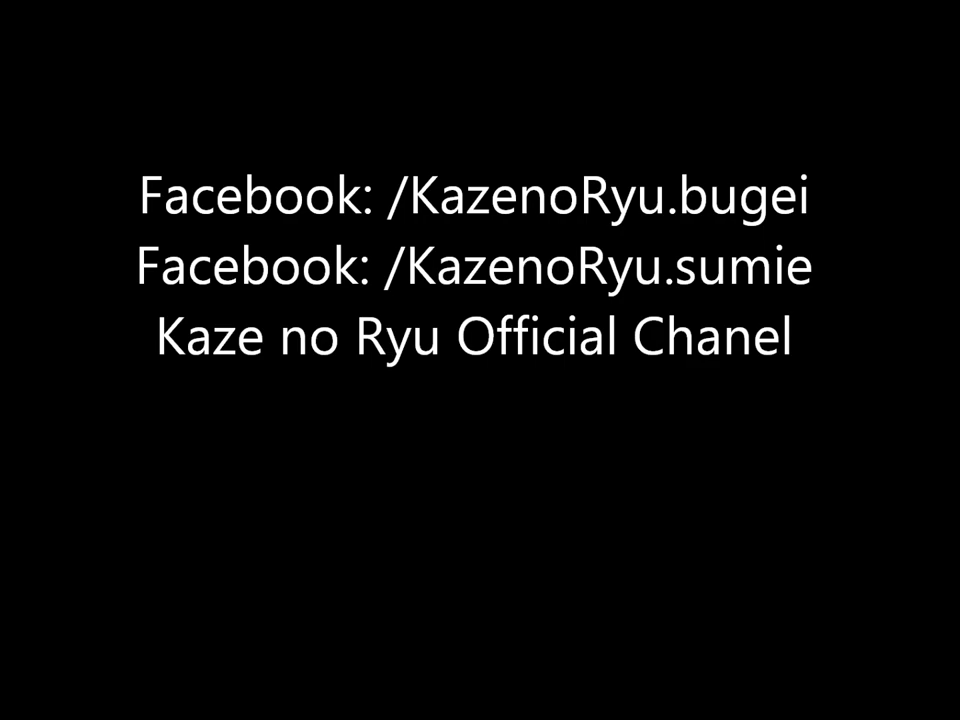 Facebook: /KazenoRyu.bugei
Facebook: /KazenoRyu.sumie
Kaze no Ryu Official Chanel